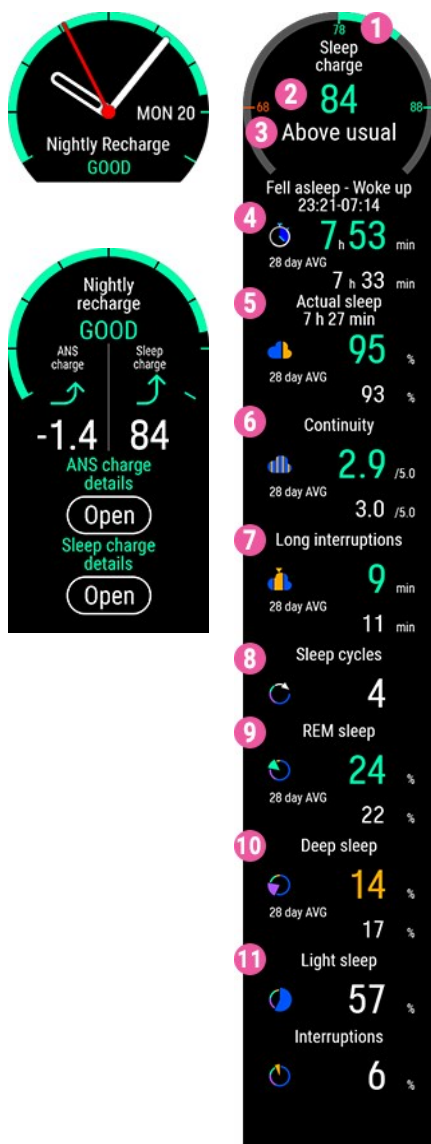 MON 20
Nightly Recharge
GOOD
Nightly
recharge
GOOD
ANS
charge
Sleep
charge
-1.4
84
ANS charge
details
Open
Sleep charge
details
Open
1
78
Sleep
charge
2
68
84
88
3
Above usual
Fell asleep - Woke up
23:21-07:14
4
7 h 53 min
28 day AVG
7 h 33 min
5
Actual sleep
7 h 27 min
95 %
28 day AVG
93 %
6
Continuity
2.9 /5.0
28 day AVG
3.0 /5.0
7
Long interruptions
9 min
28 day AVG
11 min
8
Sleep cycles
4
9
REM sleep
24 %
28 day AVG
22 %
10
Deep sleep
14 %
28 day AVG
17 %
11
Light sleep
57 %
Interruptions
6 %